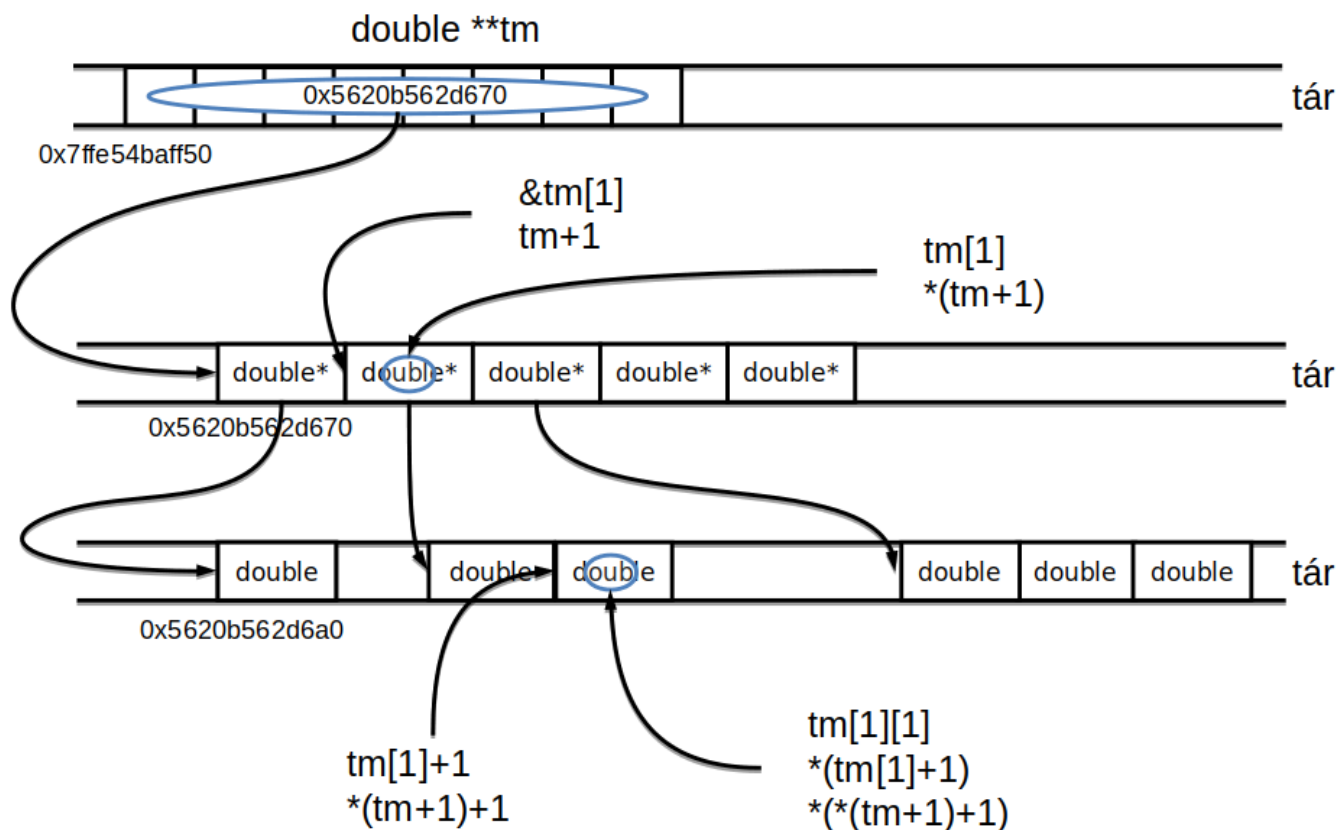 double **tm
0x5620b562d670
tár
0x7ffe54baff50
&tm[1]
tm+1
tm[1]
*(tm+1)
double* double* double* double* double*
tár
0x5620b562d670
double double double double double double
tár
0x5620b562d6a0
tm[1]+1
*(tm+1)+1
tm[1][1]
*(tm[1]+1)
*(*(tm+1)+1)